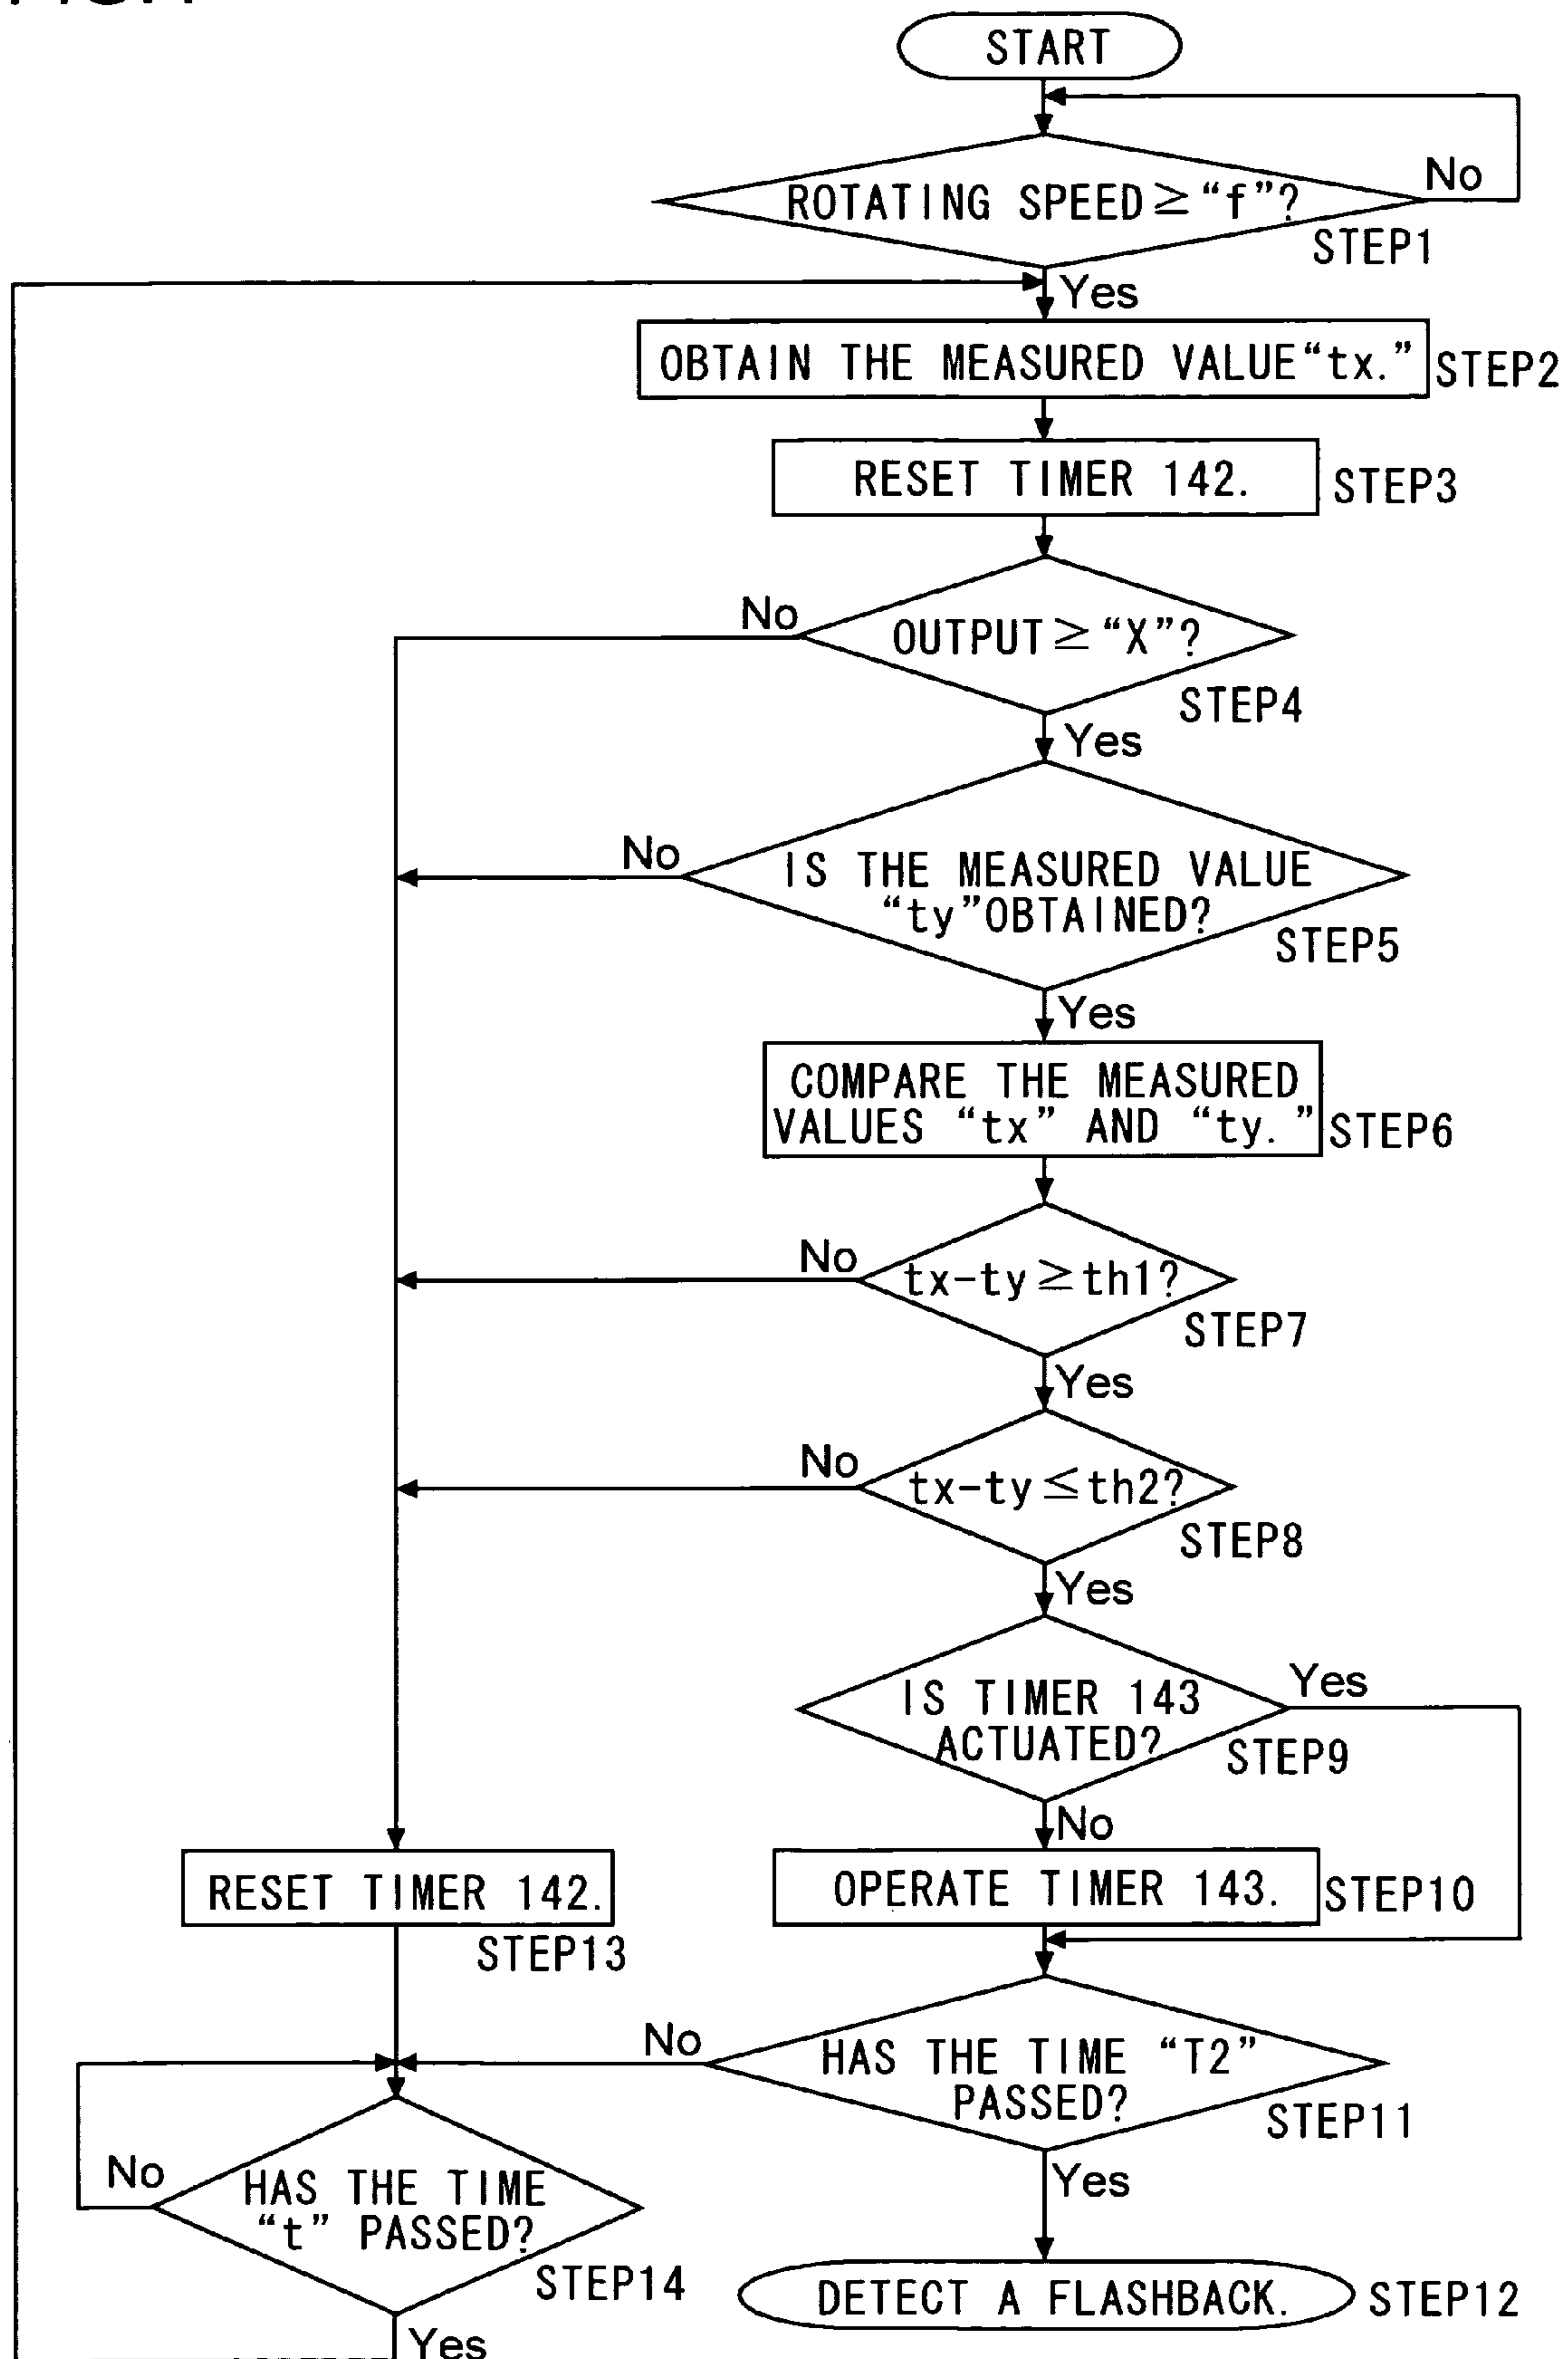 START
No
ROTATING SPEED≧“f”?
STEP1
Yes
OBTAIN THE MEASURED VALUE“tx.”
STEP2
RESET TIMER 142.
STEP3
No
OUTPUT≧“X”?
STEP4
Yes
No
IS THE MEASURED VALUE
“ty”OBTAINED?
STEP5
Yes
COMPARE THE MEASURED
VALUES “tx” AND “ty.”
STEP6
No
tx-ty≧th1?
STEP7
Yes
No
tx-ty≦th2?
STEP8
Yes
IS TIMER 143
ACTUATED?
Yes
STEP9
No
OPERATE TIMER 143.
STEP10
RESET TIMER 142.
STEP13
No
HAS THE TIME “T2”
PASSED?
STEP11
Yes
No
HAS THE TIME
“t” PASSED?
STEP14
Yes
DETECT A FLASHBACK.
STEP12